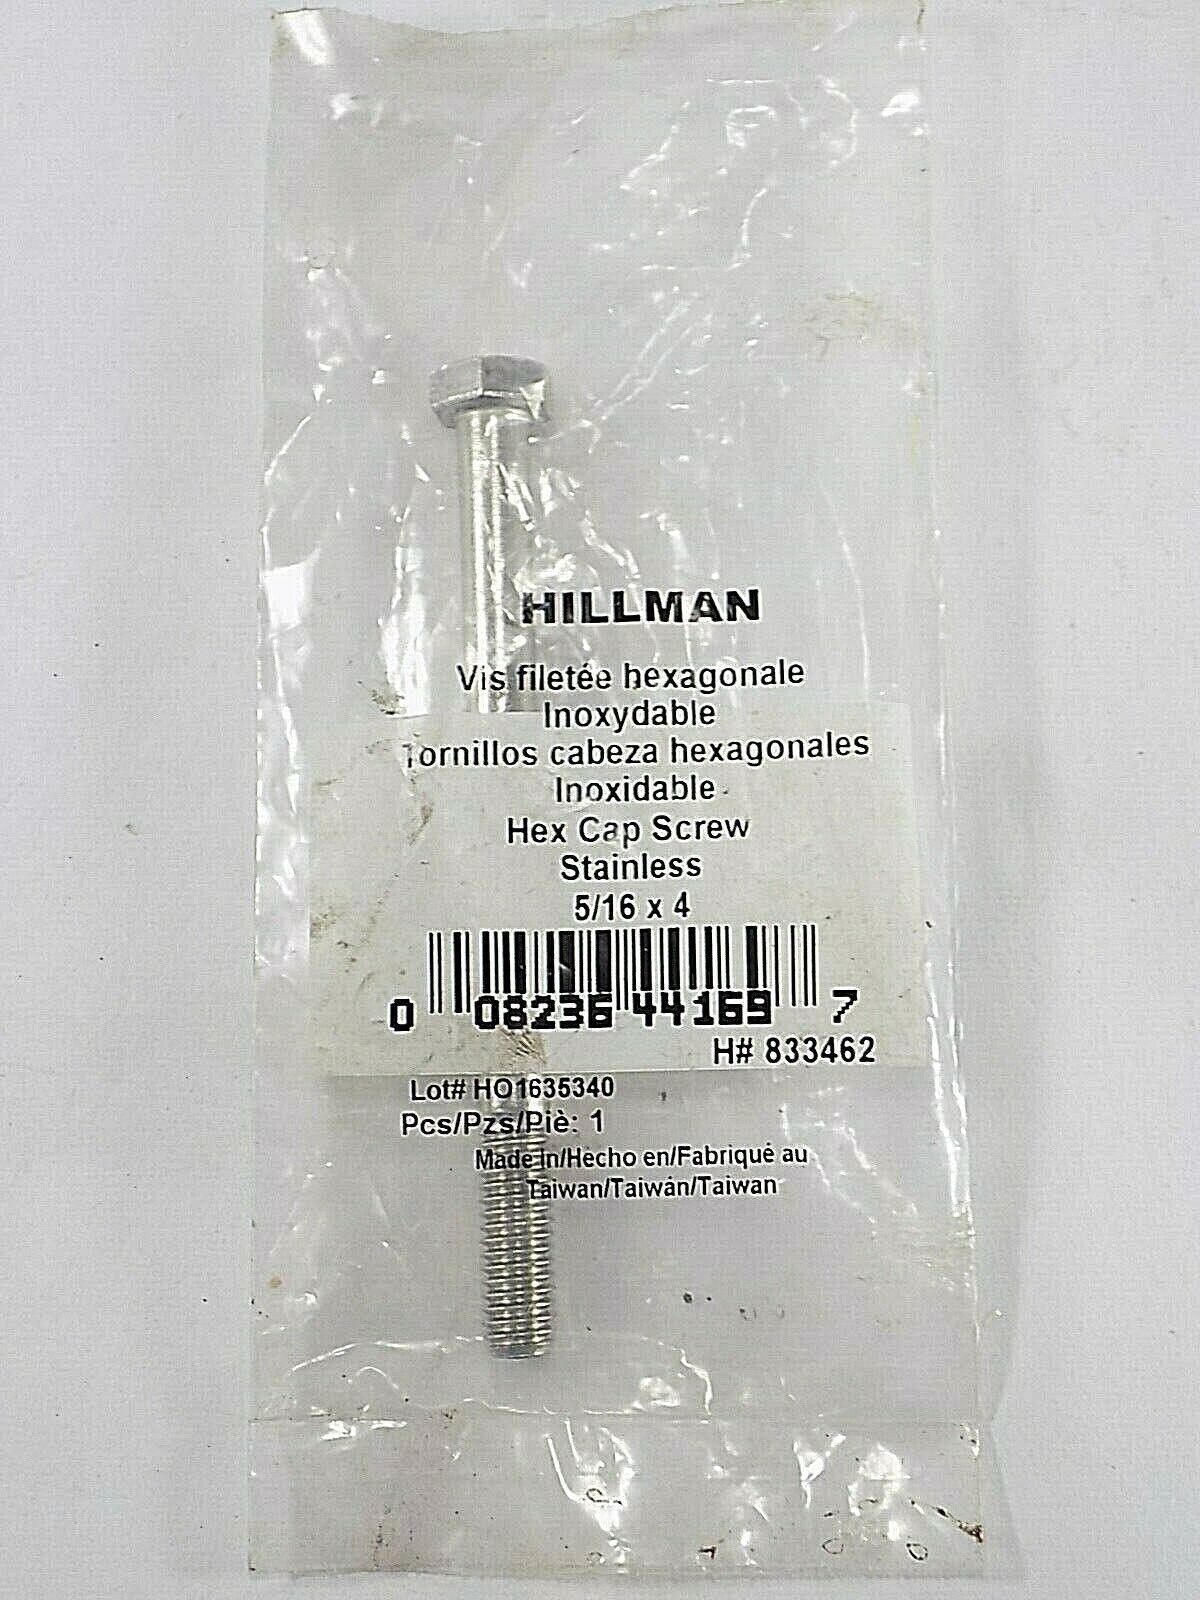 HILLMAN
Vis filetée hexagonale
Inoxydable
Tornillos cabeza hexagonales
Inoxidable
Hex Cap Screw
Stainless
5/16 x 4
0 08236 44169 7
H# 833462
Lot# HO1635340
Pcs/Pzs/Piè: 1
Made in/Hecho en/Fabriqué au
Taiwan/Taiwán/Taiwan